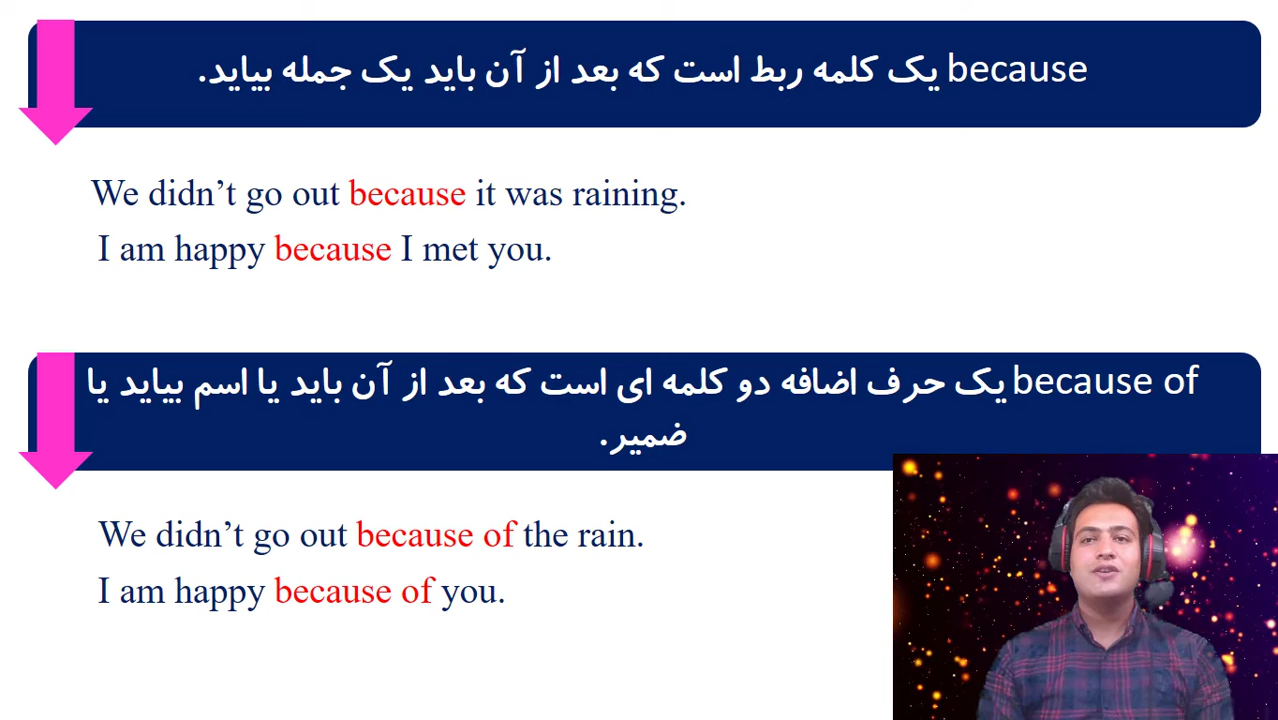 because یک کلمه ربط است که بعد از آن باید یک جمله بیاید.
We didn’t go out because it was raining.
I am happy because I met you.
because of یک حرف اضافه دو کلمه ای است که بعد از آن باید یا اسم بیاید یا
ضمیر.
We didn’t go out because of the rain.
I am happy because of you.